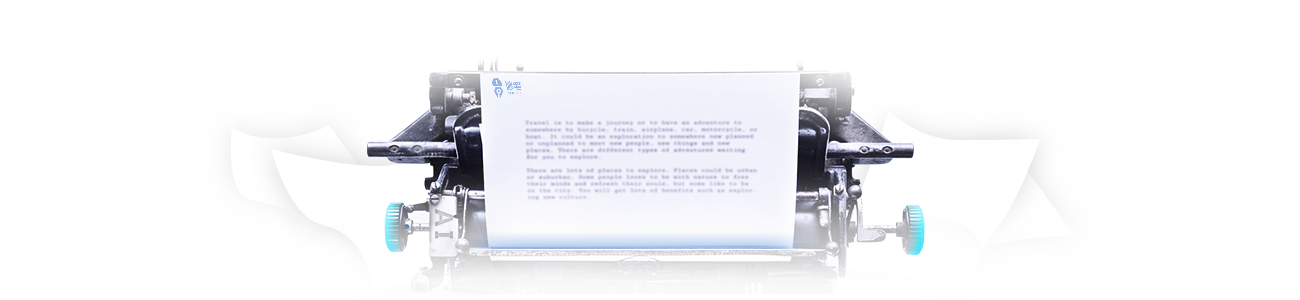 Travel is to make a journey or to have an adventure to
somewhere by bicycle, train, airplane, car, motorcycle, or
boat. It could be an exploration to somewhere new planned
or unplanned to meet new people, new things and new
places. There are different types of adventures waiting
for you to explore.
There are lots of places to explore. Places could be urban
or suburban. Some people loves to be with nature to free
their minds and refresh their souls, but some like to be
in the city. You will get lots of benefits such as explor-
ing new culture.
AI